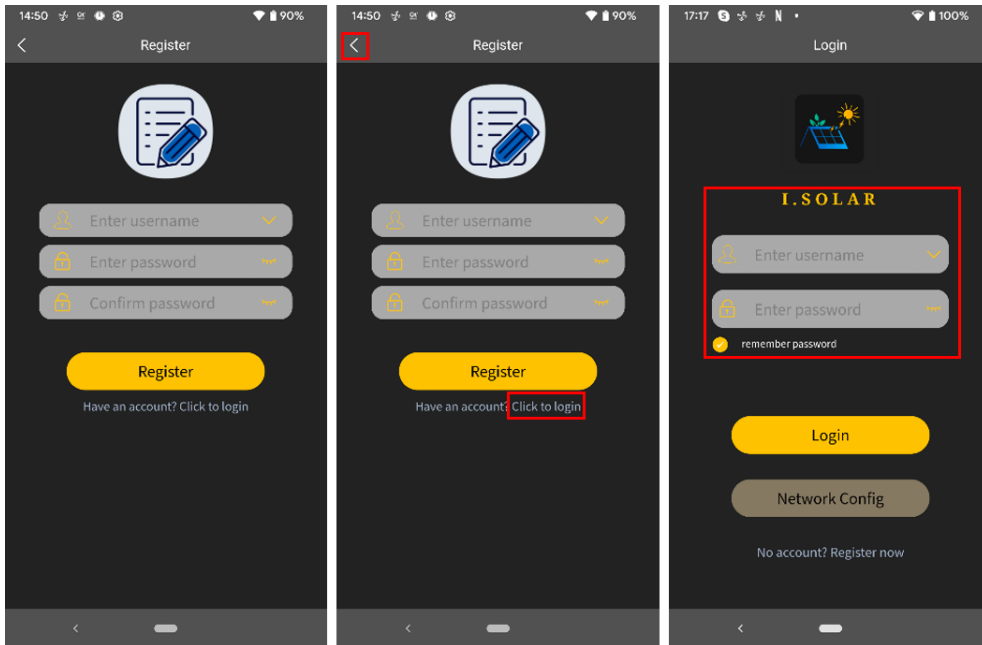 14:50 90%
Register
Enter username
Enter password
Confirm password
Register
Have an account? Click to login
14:50 90%
Register
Enter username
Enter password
Confirm password
Register
Have an account? Click to login
17:17 100%
Login
I.SOLAR
Enter username
Enter password
remember password
Login
Network Config
No account? Register now